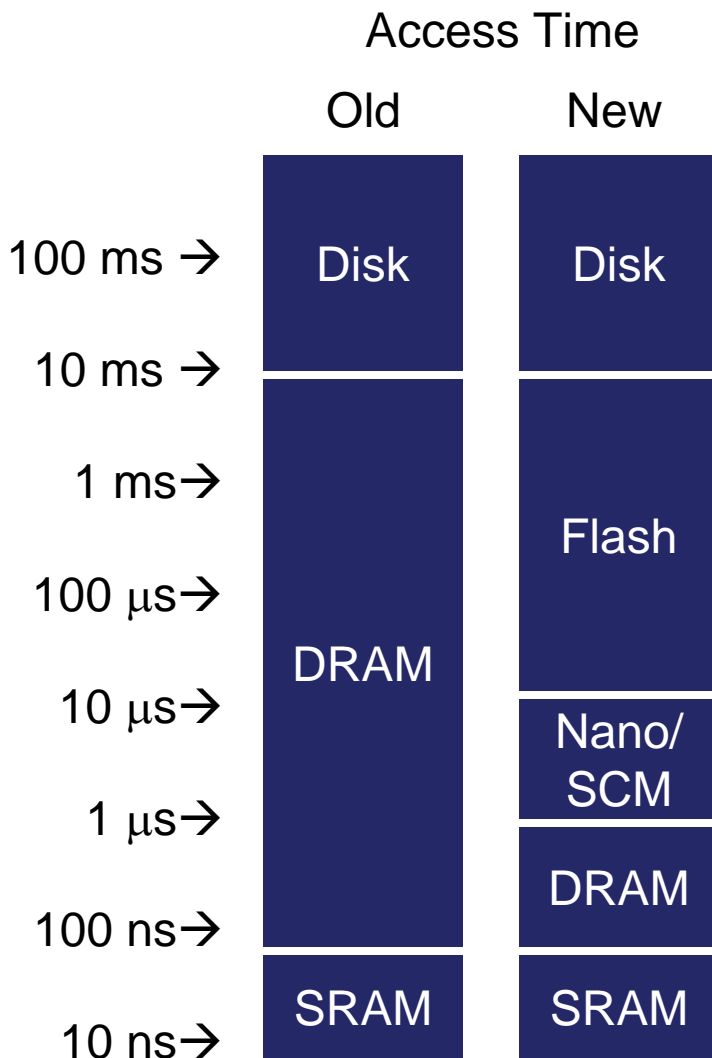 Access Time
Old New
100 ms →
Disk
Disk
10 ms →
1 ms→
Flash
100 μs→
DRAM
10 μs→
Nano/
SCM
1 μs→
DRAM
100 ns→
SRAM
SRAM
10 ns→